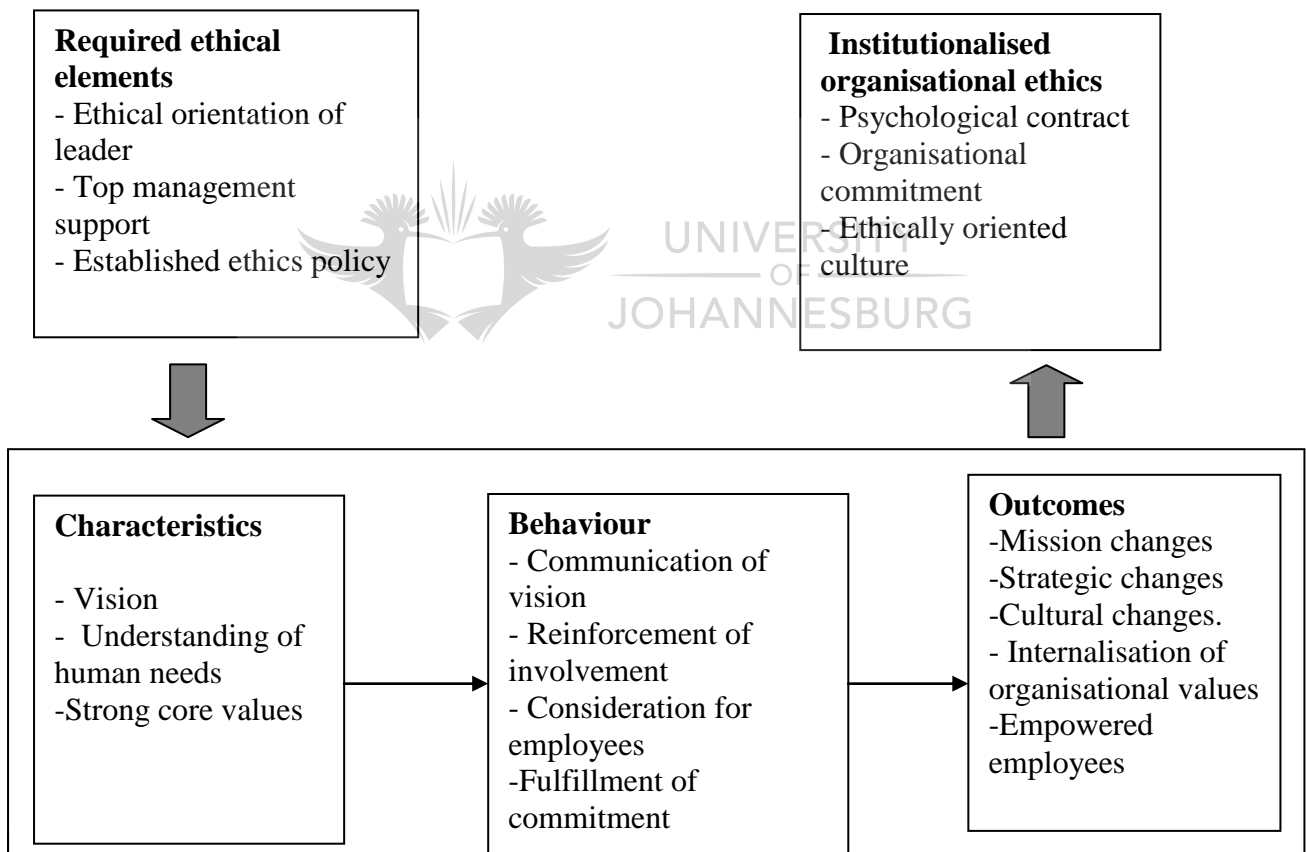 Required ethical
elements
- Ethical orientation of
leader
- Top management
support
- Established ethics policy
Institutionalised
organisational ethics
- Psychological contract
- Organisational
commitment
- Ethically oriented
culture
UNIVERSITY
OF
JOHANNESBURG
Characteristics
- Vision
- Understanding of
human needs
-Strong core values
Behaviour
- Communication of
vision
- Reinforcement of
involvement
- Consideration for
employees
-Fulfillment of
commitment
Outcomes
-Mission changes
-Strategic changes
-Cultural changes.
- Internalisation of
organisational values
-Empowered
employees